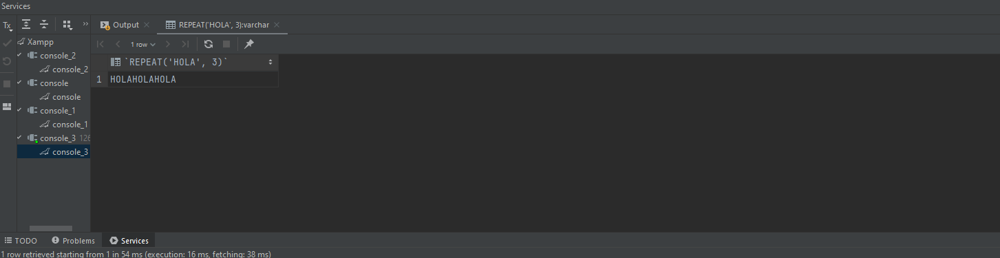 Services
Tx
Output
REPEAT('HOLA', 3):varchar
1 row
Xampp
console_2
console_2
console
console
console_1
console_1
console_3 126
console_3
`REPEAT('HOLA', 3)`
1 HOLAHOLAHOLA
TODO
Problems
Services
1 row retrieved starting from 1 in 54 ms (execution: 16 ms, fetching: 38 ms)